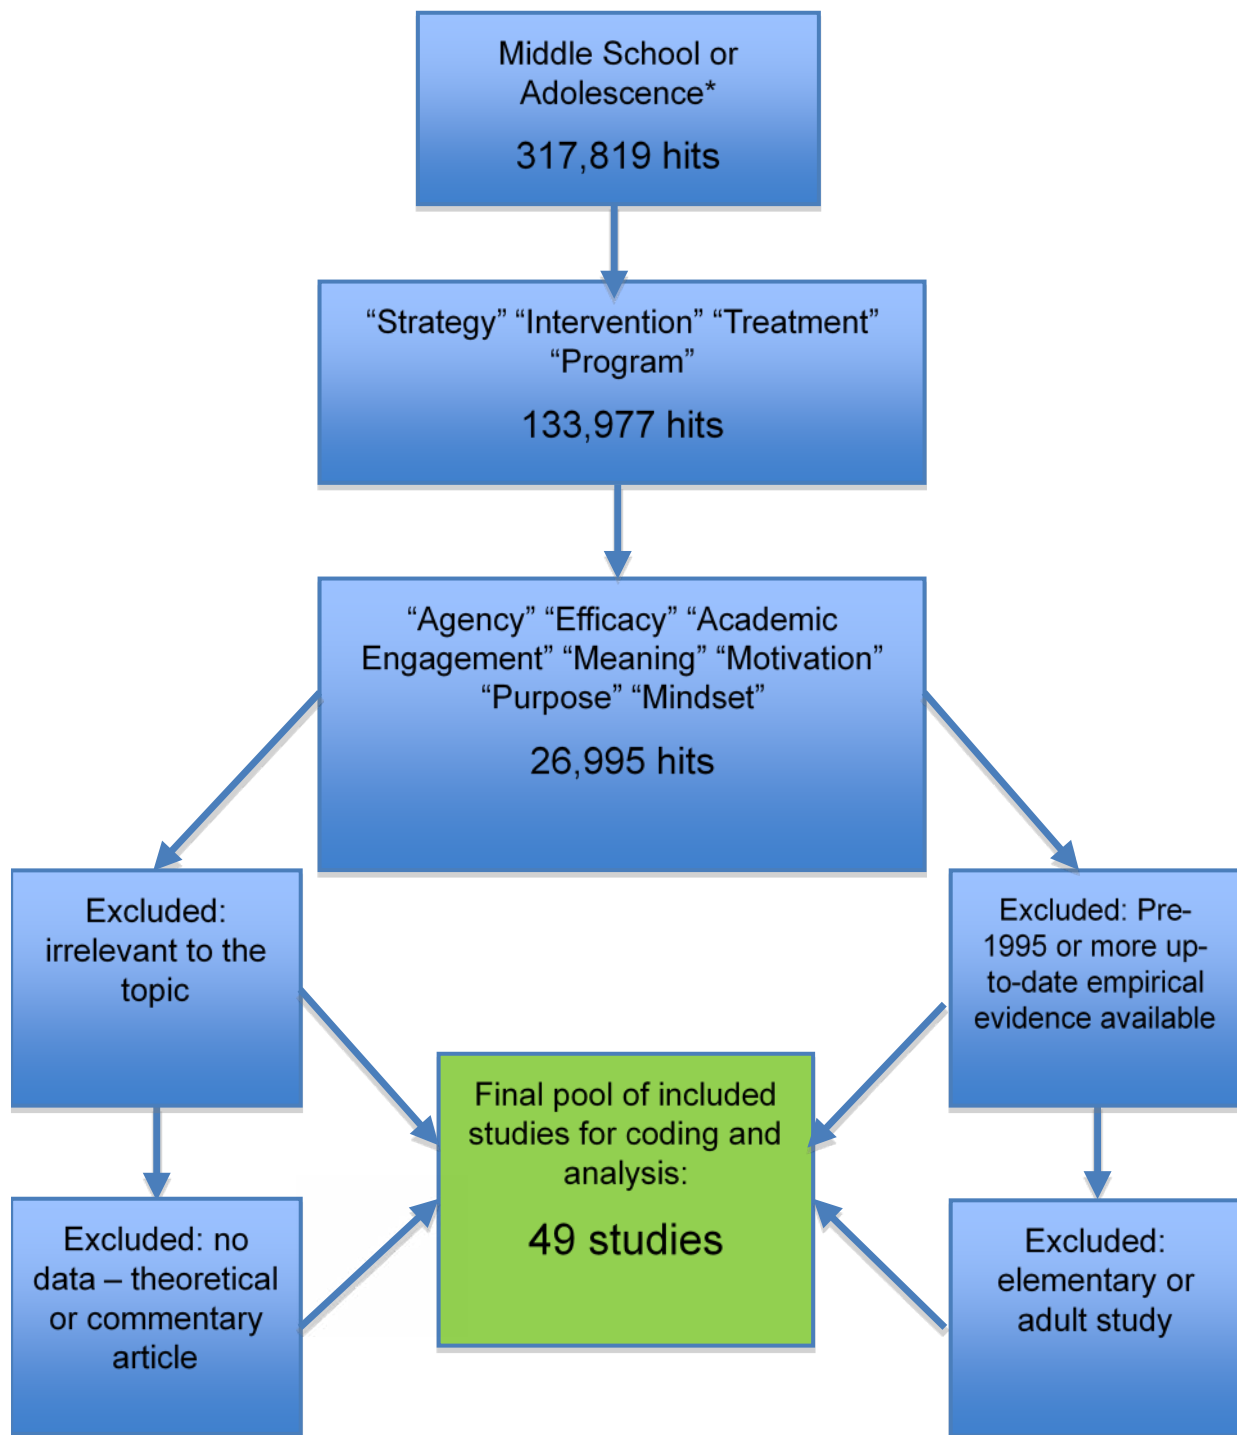 Middle School or
Adolescence*
317,819 hits
“Strategy” “Intervention” “Treatment”
“Program”
133,977 hits
“Agency” “Efficacy” “Academic
Engagement” “Meaning” “Motivation”
“Purpose” “Mindset”
26,995 hits
Excluded:
irrelevant to the
topic
Excluded: Pre-
1995 or more up-
to-date empirical
evidence available
Final pool of included
studies for coding and
analysis:
49 studies
Excluded: no
data – theoretical
or commentary
article
Excluded:
elementary or
adult study